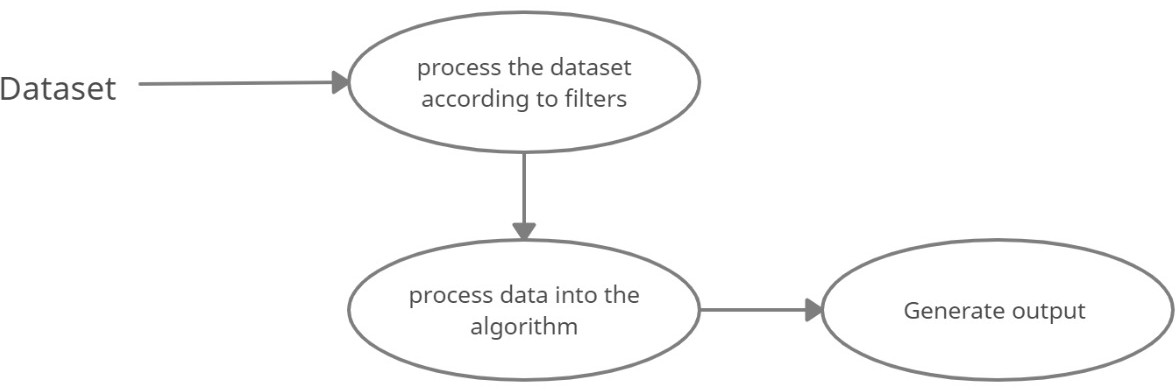 Dataset
process the dataset
according to filters
process data into the
algorithm
Generate output